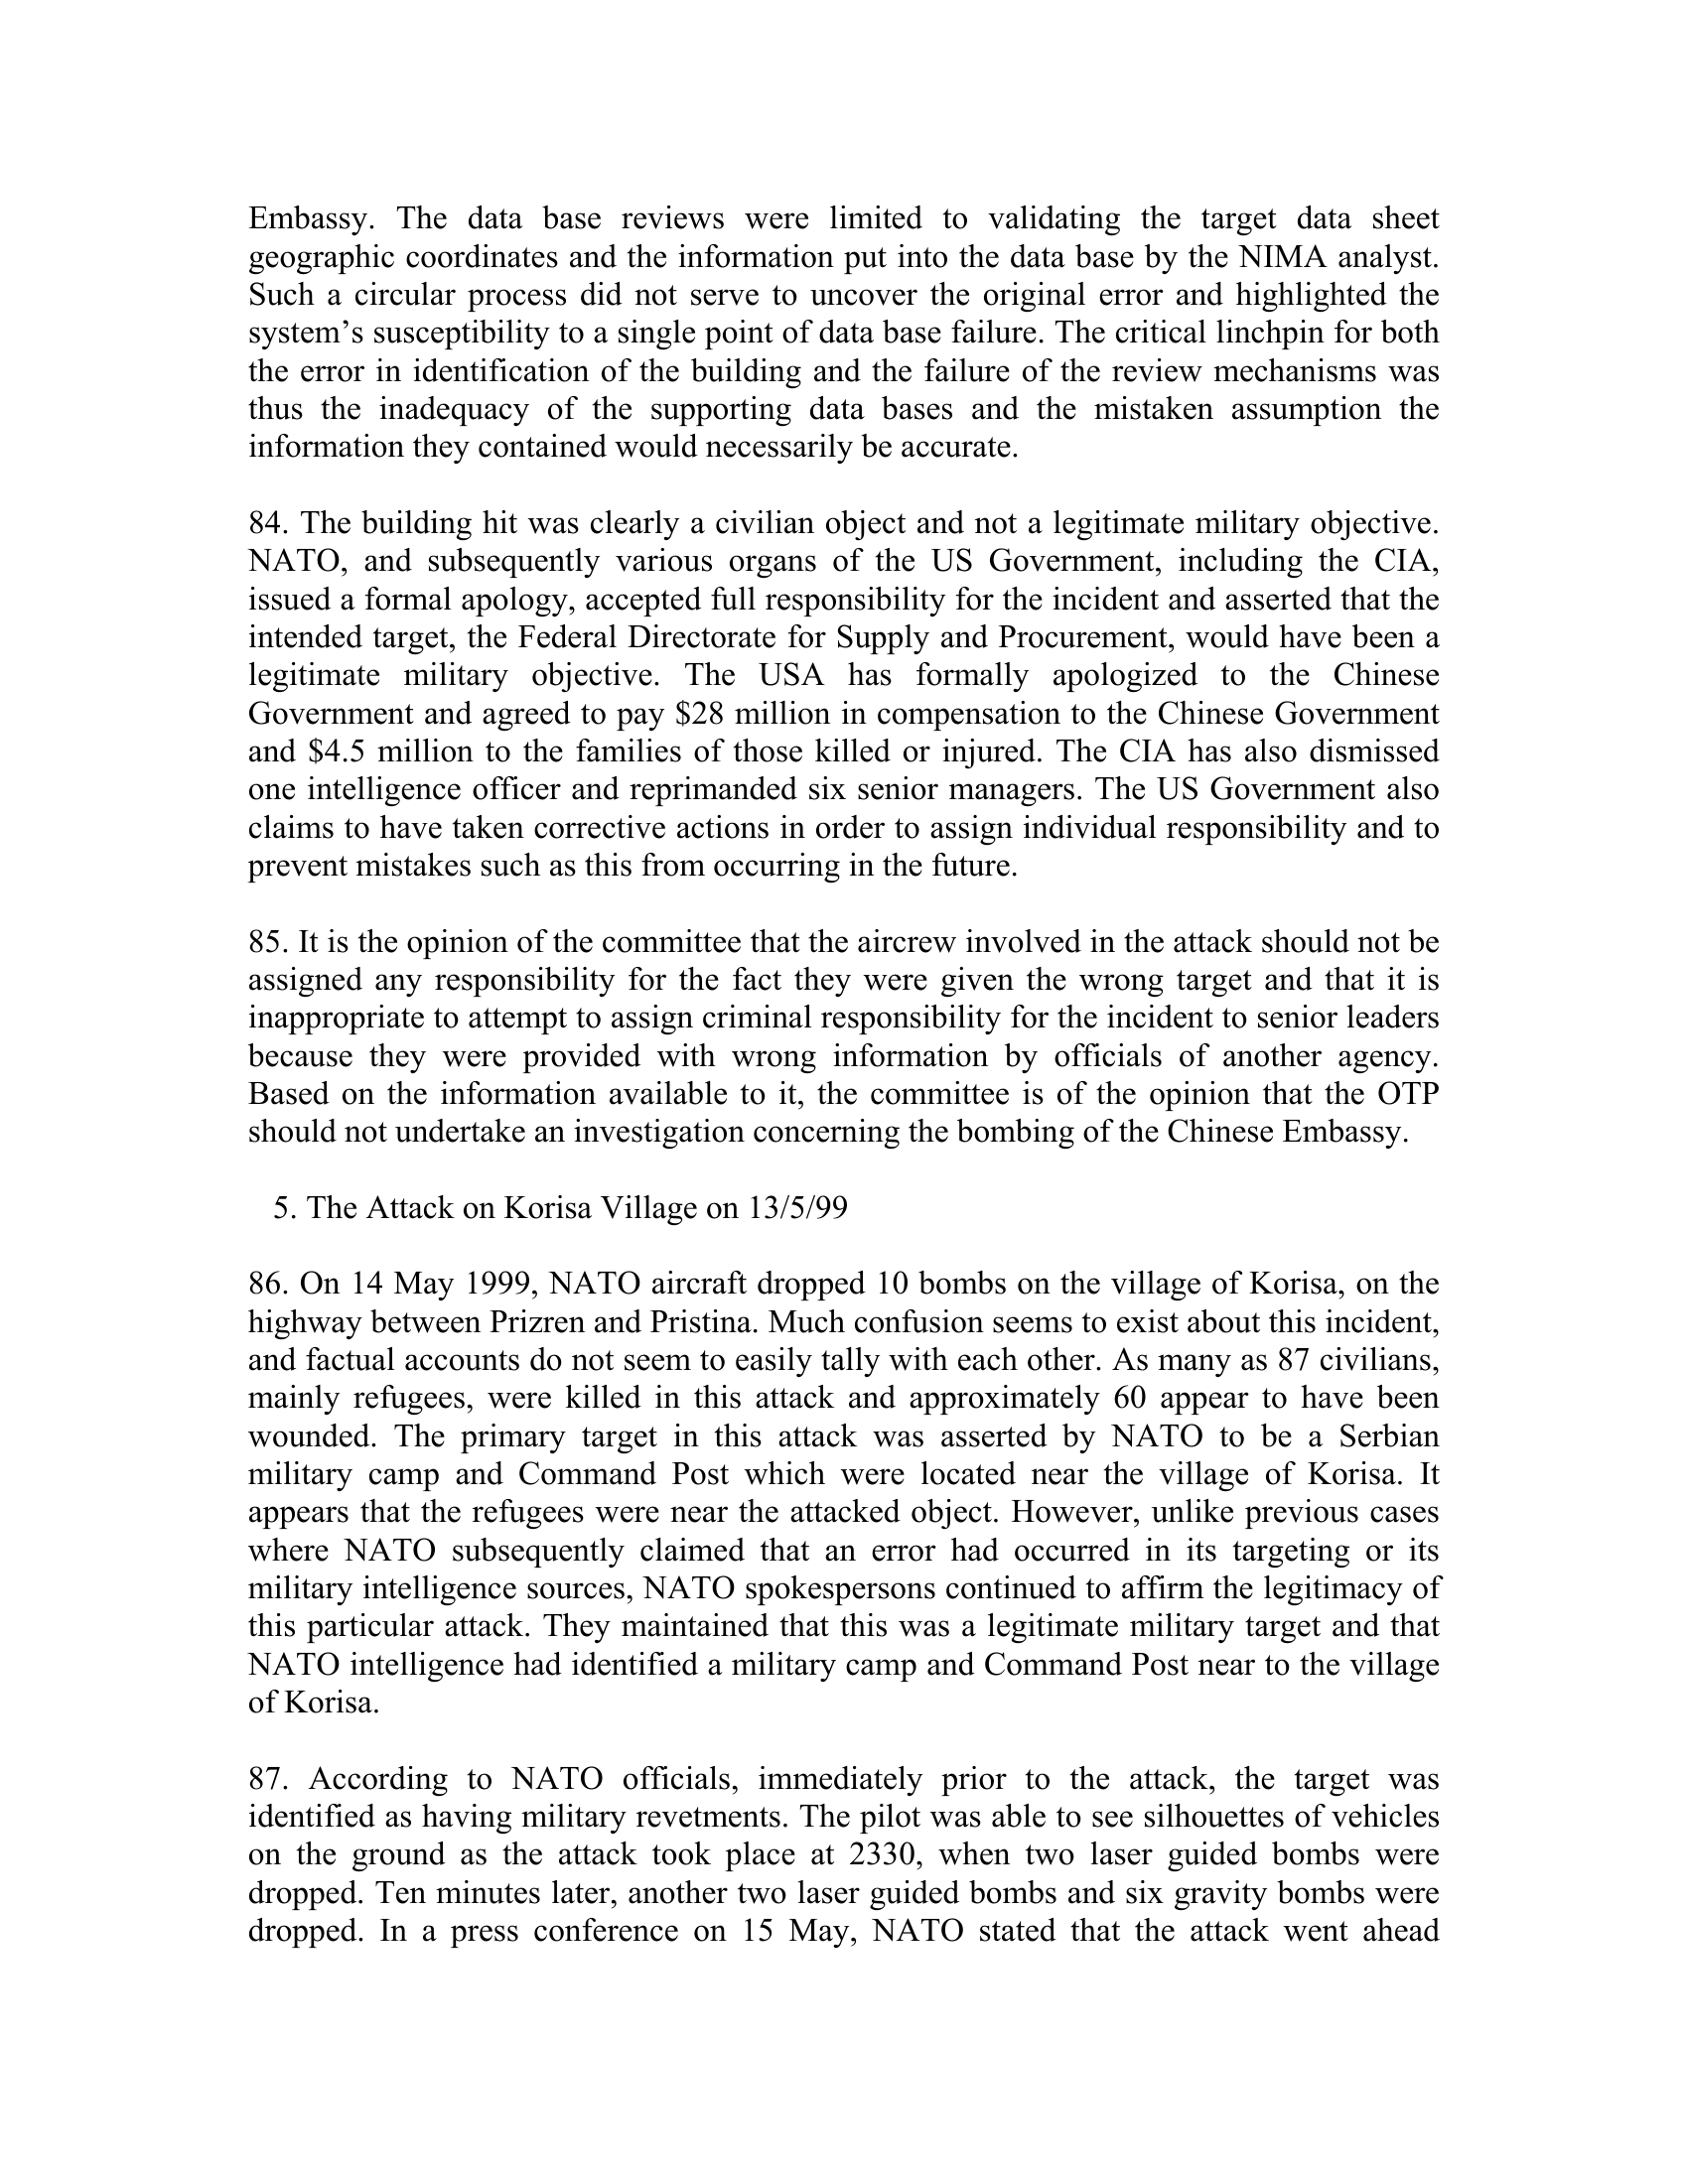 Embassy. The data base reviews were limited to validating the target data sheet
geographic coordinates and the information put into the data base by the NIMA analyst.
Such a circular process did not serve to uncover the original error and highlighted the
system’s susceptibility to a single point of data base failure. The critical linchpin for both
the error in identification of the building and the failure of the review mechanisms was
thus the inadequacy of the supporting data bases and the mistaken assumption the
information they contained would necessarily be accurate.
84. The building hit was clearly a civilian object and not a legitimate military objective.
NATO, and subsequently various organs of the US Government, including the CIA,
issued a formal apology, accepted full responsibility for the incident and asserted that the
intended target, the Federal Directorate for Supply and Procurement, would have been a
legitimate military objective. The USA has formally apologized to the Chinese
Government and agreed to pay $28 million in compensation to the Chinese Government
and $4.5 million to the families of those killed or injured. The CIA has also dismissed
one intelligence officer and reprimanded six senior managers. The US Government also
claims to have taken corrective actions in order to assign individual responsibility and to
prevent mistakes such as this from occurring in the future.
85. It is the opinion of the committee that the aircrew involved in the attack should not be
assigned any responsibility for the fact they were given the wrong target and that it is
inappropriate to attempt to assign criminal responsibility for the incident to senior leaders
because they were provided with wrong information by officials of another agency.
Based on the information available to it, the committee is of the opinion that the OTP
should not undertake an investigation concerning the bombing of the Chinese Embassy.
5. The Attack on Korisa Village on 13/5/99
86. On 14 May 1999, NATO aircraft dropped 10 bombs on the village of Korisa, on the
highway between Prizren and Pristina. Much confusion seems to exist about this incident,
and factual accounts do not seem to easily tally with each other. As many as 87 civilians,
mainly refugees, were killed in this attack and approximately 60 appear to have been
wounded. The primary target in this attack was asserted by NATO to be a Serbian
military camp and Command Post which were located near the village of Korisa. It
appears that the refugees were near the attacked object. However, unlike previous cases
where NATO subsequently claimed that an error had occurred in its targeting or its
military intelligence sources, NATO spokespersons continued to affirm the legitimacy of
this particular attack. They maintained that this was a legitimate military target and that
NATO intelligence had identified a military camp and Command Post near to the village
of Korisa.
87. According to NATO officials, immediately prior to the attack, the target was
identified as having military revetments. The pilot was able to see silhouettes of vehicles
on the ground as the attack took place at 2330, when two laser guided bombs were
dropped. Ten minutes later, another two laser guided bombs and six gravity bombs were
dropped. In a press conference on 15 May, NATO stated that the attack went ahead